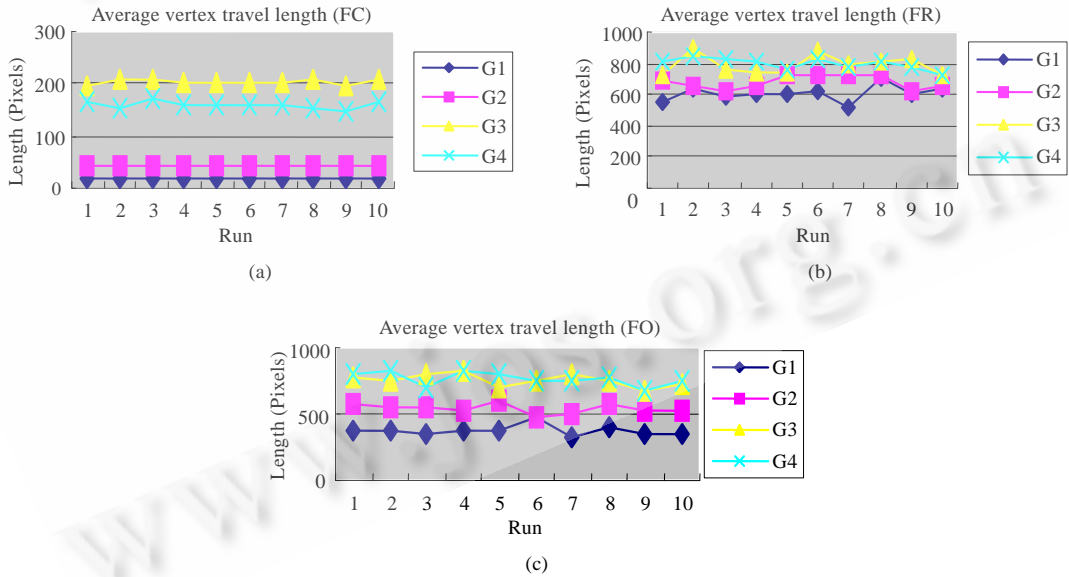 Average vertex travel length (FC)
Length (Pixels)
300
200
100
0
1 2 3 4 5 6 7 8 9 10
Run
G1
G2
G3
G4
(a)
Average vertex travel length (FR)
Length (Pixels)
1000
800
600
400
200
0
1 2 3 4 5 6 7 8 9 10
Run
G1
G2
G3
G4
(b)
Average vertex travel length (FO)
Length (Pixels)
1000
500
0
1 2 3 4 5 6 7 8 9 10
Run
G1
G2
G3
G4
(c)
www.jos.org.cn